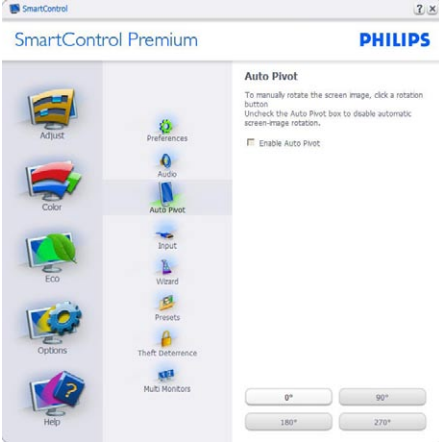 SmartControl
? ×
SmartControl Premium
PHILIPS
Adjust
Color
Eco
Options
Help
Preferences
Audio
Auto Pivot
Input
Wizard
Presets
Theft Deterrence
Multi Monitors
Auto Pivot
To manually rotate the screen image, click a rotation
button
Uncheck the Auto Pivot box to disable automatic
screen-image rotation.
Enable Auto Pivot
0°
90°
180°
270°